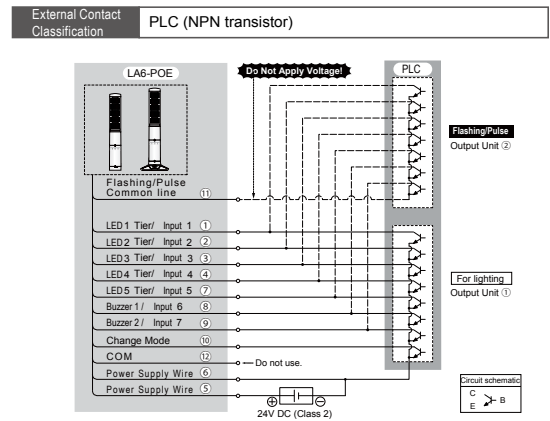 External Contact
Classification
PLC (NPN transistor)
LA6-POE
Do Not Apply Voltage!
PLC
Flashing/Pulse
Output Unit ②
Flashing/Pulse
Common line ⑪
LED1 Tier/ Input 1 ①
LED2 Tier/ Input 2 ②
LED3 Tier/ Input 3 ③
LED4 Tier/ Input 4 ④
LED5 Tier/ Input 5 ⑦
Buzzer 1 / Input 6 ⑧
Buzzer 2 / Input 7 ⑨
Change Mode ⑩
COM ⑫
Do not use.
Power Supply Wire ⑥
Power Supply Wire ⑤
For lighting
Output Unit ①
⊕ ⊖
24V DC (Class 2)
Circuit schematic
C
B
E